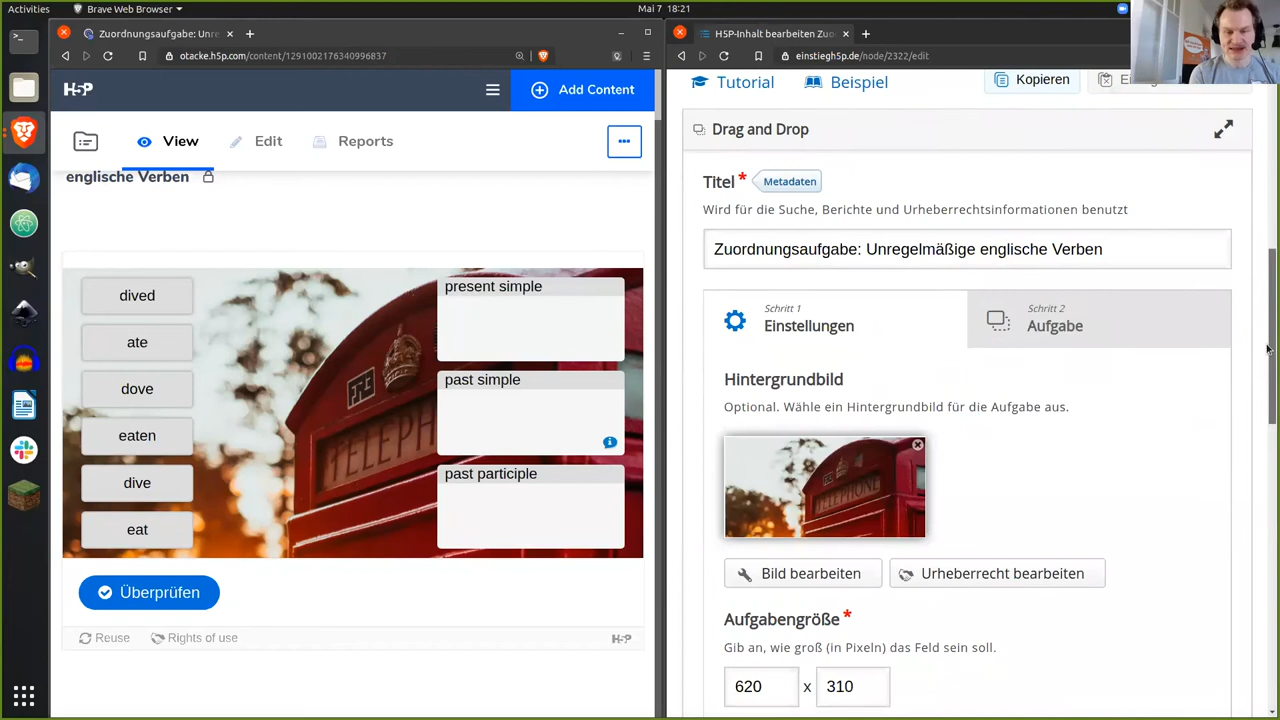 Activities
Brave Web Browser
Mai 7 18:21
Zuordnungsaufgabe: Unre
otacke.h5p.com/content/1291002176340996837
H5P
Add Content
View
Edit
Reports
englische Verben
dived
ate
dove
eaten
dive
eat
TELEPH
present simple
past simple
past participle
Überprüfen
Reuse
Rights of use
H5P
H5P-Inhalt bearbeiten Zuo
einstiegh5p.de/node/2322/edit
Tutorial
Beispiel
Kopieren
Drag and Drop
Titel *
Metadaten
Wird für die Suche, Berichte und Urheberrechtsinformationen benutzt
Zuordnungsaufgabe: Unregelmäßige englische Verben
Schritt 1
Einstellungen
Schritt 2
Aufgabe
Hintergrundbild
Optional. Wähle ein Hintergrundbild für die Aufgabe aus.
TELEPHONE
Bild bearbeiten
Urheberrecht bearbeiten
Aufgabengröße *
Gib an, wie groß (in Pixeln) das Feld sein soll.
620 x 310